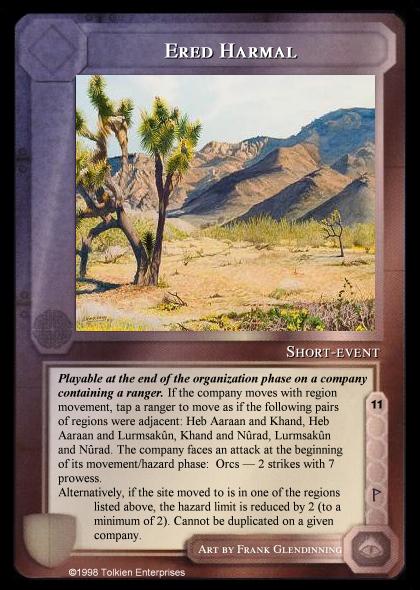 Ered Harmal
Short-event
Playable at the end of the organization phase on a company
containing a ranger. If the company moves with region
movement, tap a ranger to move as if the following pairs
of regions were adjacent: Heb Aaraan and Khand, Heb
Aaraan and Lurmsakûn, Khand and Nûrad, Lurmsakûn
and Nûrad. The company faces an attack at the beginning
of its movement/hazard phase: Orcs — 2 strikes with 7
prowess.
Alternatively, if the site moved to is in one of the regions
listed above, the hazard limit is reduced by 2 (to a
minimum of 2). Cannot be duplicated on a given
company.
11
ᚹ
Art by Frank Glendinning
©1998 Tolkien Enterprises